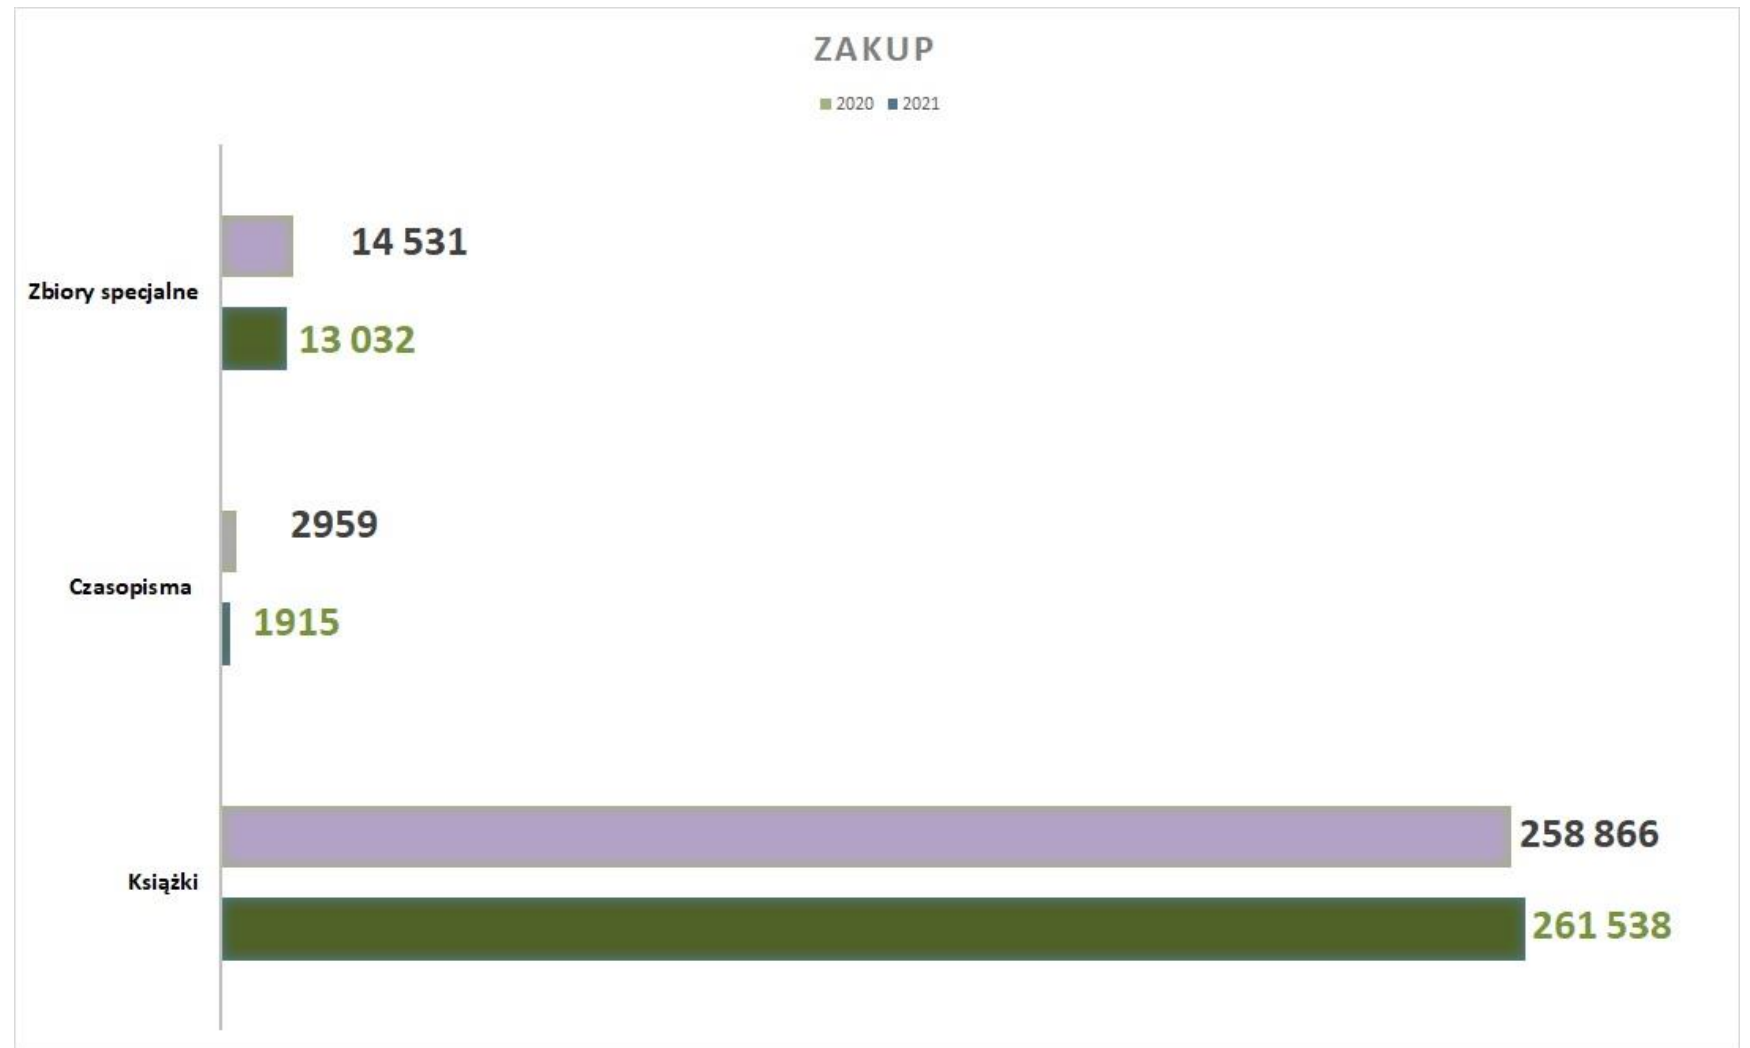 ZAKUP
2020 2021
14 531
Zbiory specjalne
13 032
2959
Czasopisma
1915
258 866
Książki
261 538